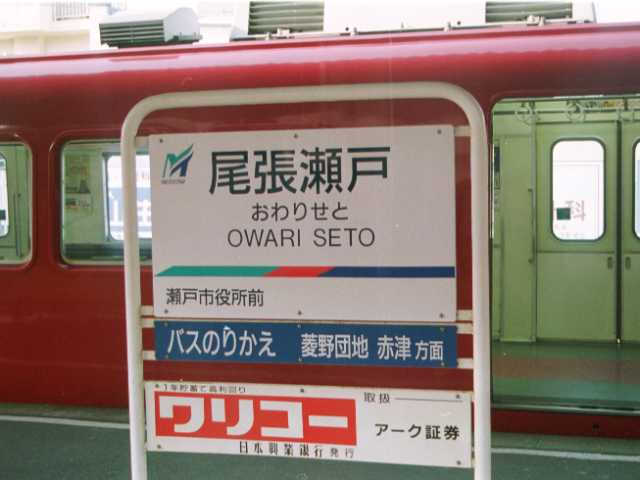 尾張瀬戸
おわりせと
OWARI SETO
瀬戸市役所前
バスのりかえ 菱野団地 赤津方面
1年貯蓄で高利回り
ワリコー
日本興業銀行発行
取扱
アーク証券
科